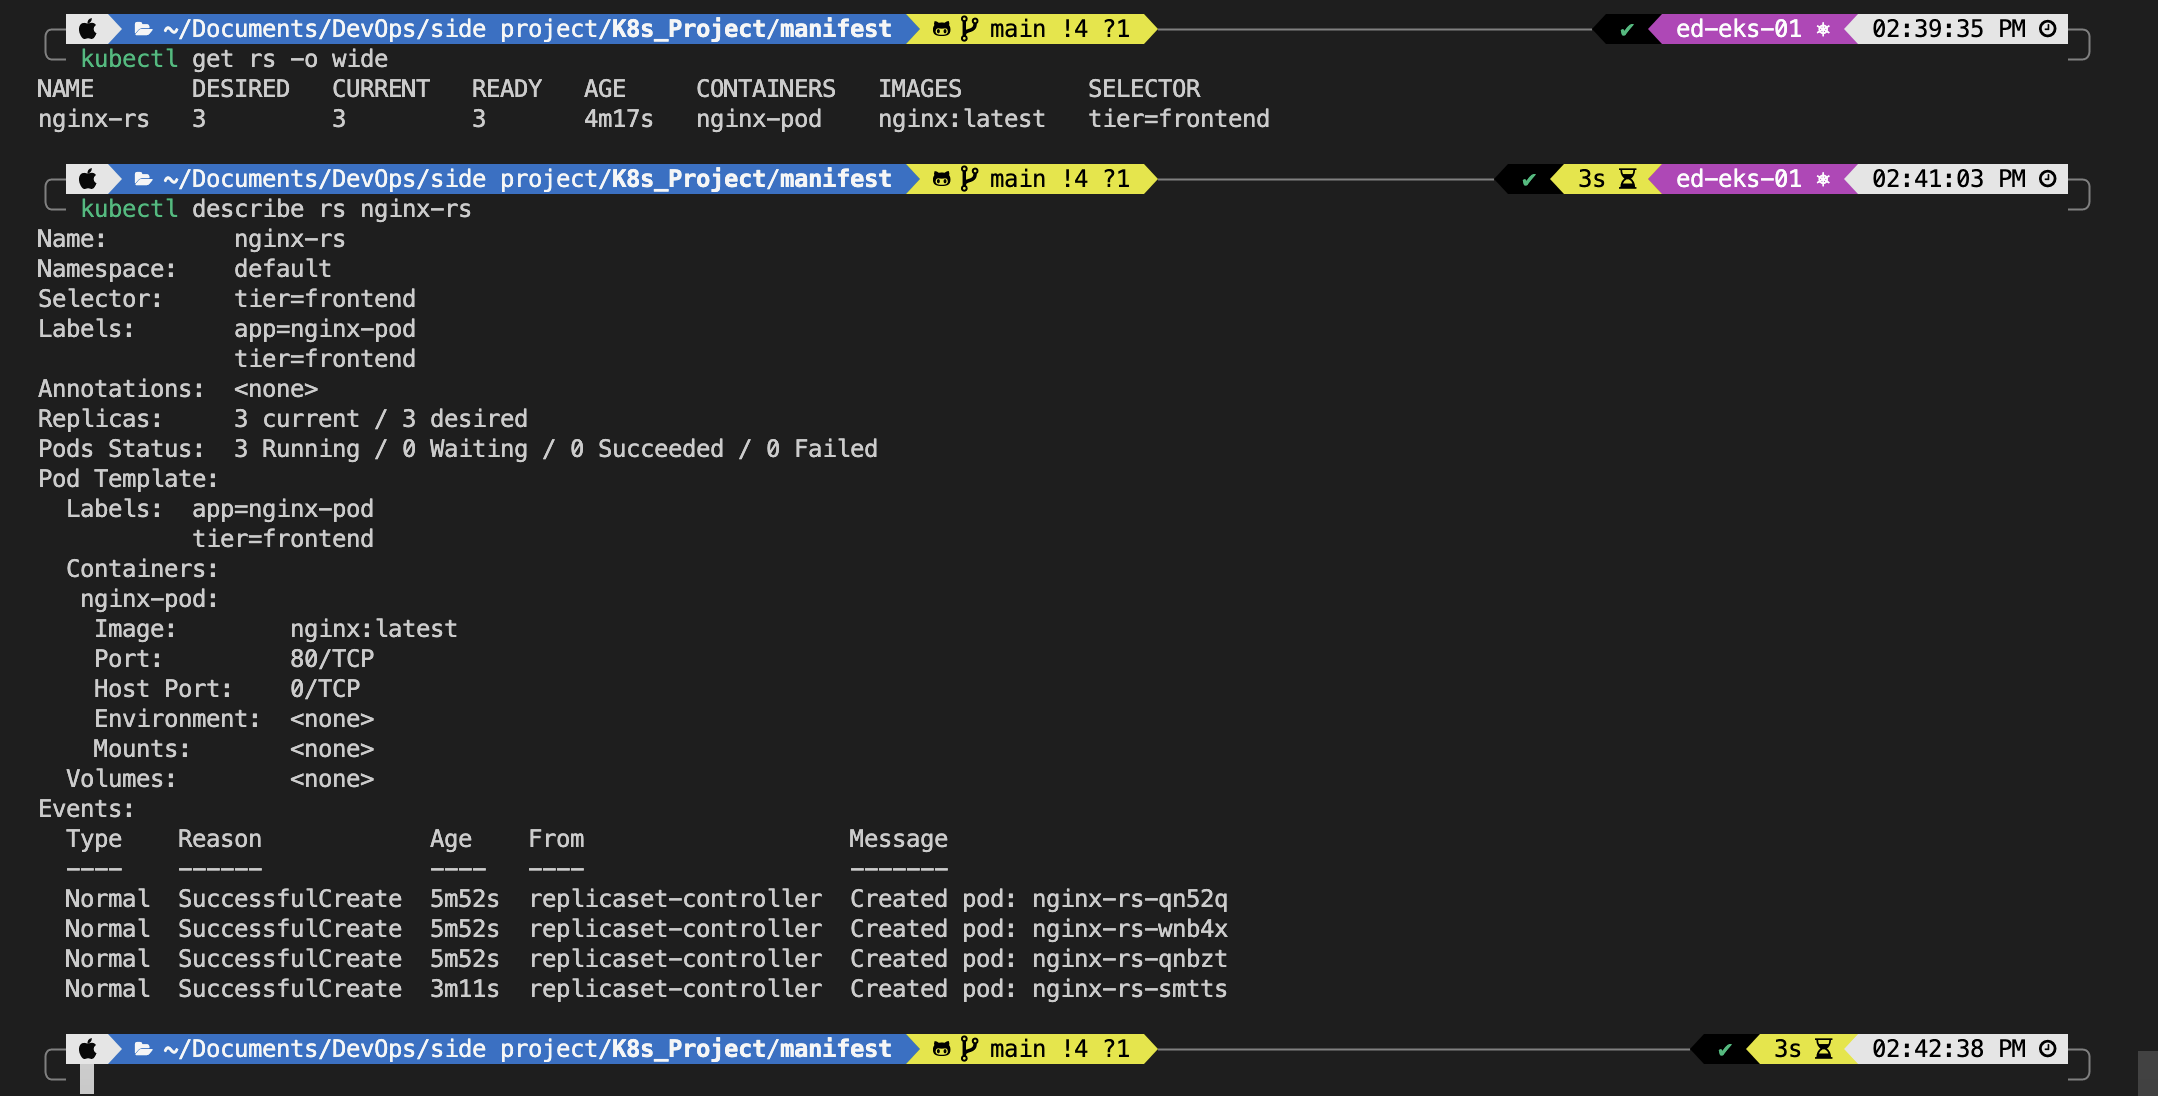 ~/Documents/DevOps/side project/K8s_Project/manifest main !4 ?1 ✔ ed-eks-01 02:39:35 PM
kubectl get rs -o wide
NAME DESIRED CURRENT READY AGE CONTAINERS IMAGES SELECTOR
nginx-rs 3 3 3 4m17s nginx-pod nginx:latest tier=frontend
~/Documents/DevOps/side project/K8s_Project/manifest main !4 ?1 ✔ 3s ed-eks-01 02:41:03 PM
kubectl describe rs nginx-rs
Name: nginx-rs
Namespace: default
Selector: tier=frontend
Labels: app=nginx-pod
tier=frontend
Annotations: <none>
Replicas: 3 current / 3 desired
Pods Status: 3 Running / 0 Waiting / 0 Succeeded / 0 Failed
Pod Template:
Labels: app=nginx-pod
tier=frontend
Containers:
nginx-pod:
Image: nginx:latest
Port: 80/TCP
Host Port: 0/TCP
Environment: <none>
Mounts: <none>
Volumes: <none>
Events:
Type Reason Age From Message
---- ------ ---- ---- -------
Normal SuccessfulCreate 5m52s replicaset-controller Created pod: nginx-rs-qn52q
Normal SuccessfulCreate 5m52s replicaset-controller Created pod: nginx-rs-wnb4x
Normal SuccessfulCreate 5m52s replicaset-controller Created pod: nginx-rs-qnbzt
Normal SuccessfulCreate 3m11s replicaset-controller Created pod: nginx-rs-smtts
~/Documents/DevOps/side project/K8s_Project/manifest main !4 ?1 ✔ 3s 02:42:38 PM